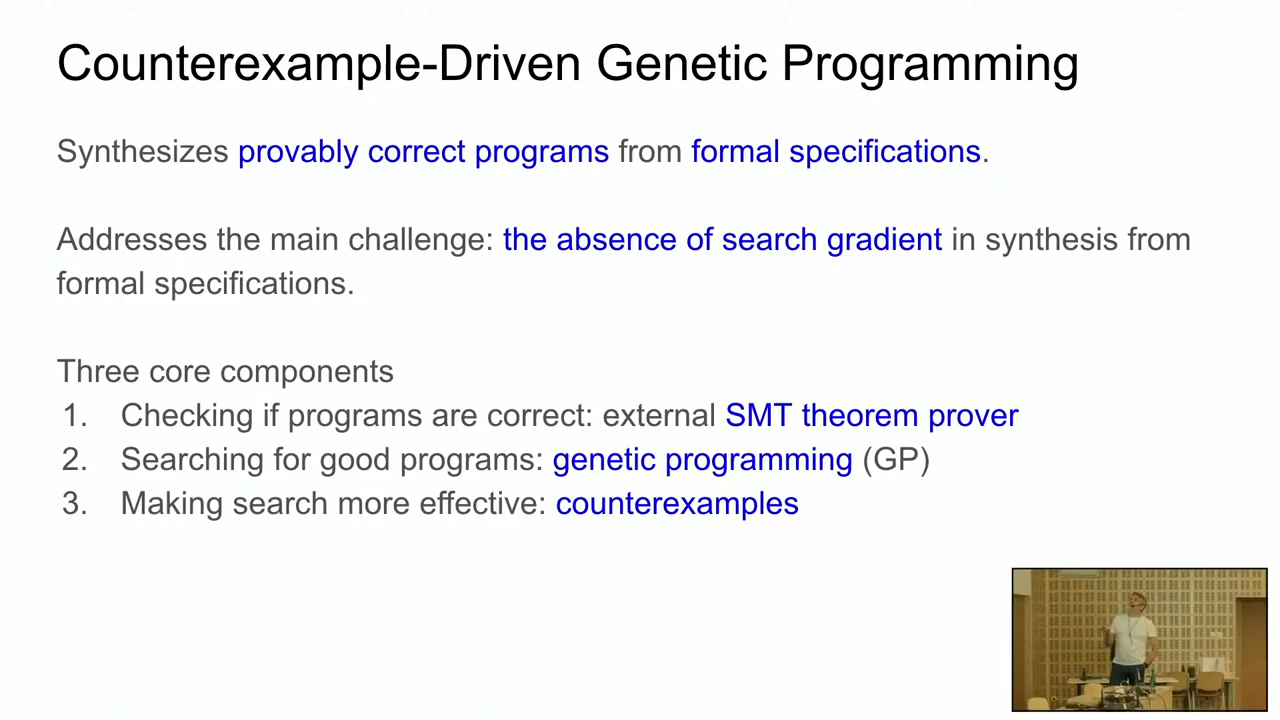 Counterexample-Driven Genetic Programming
Synthesizes provably correct programs from formal specifications.
Addresses the main challenge: the absence of search gradient in synthesis from
formal specifications.
Three core components
1. Checking if programs are correct: external SMT theorem prover
2. Searching for good programs: genetic programming (GP)
3. Making search more effective: counterexamples